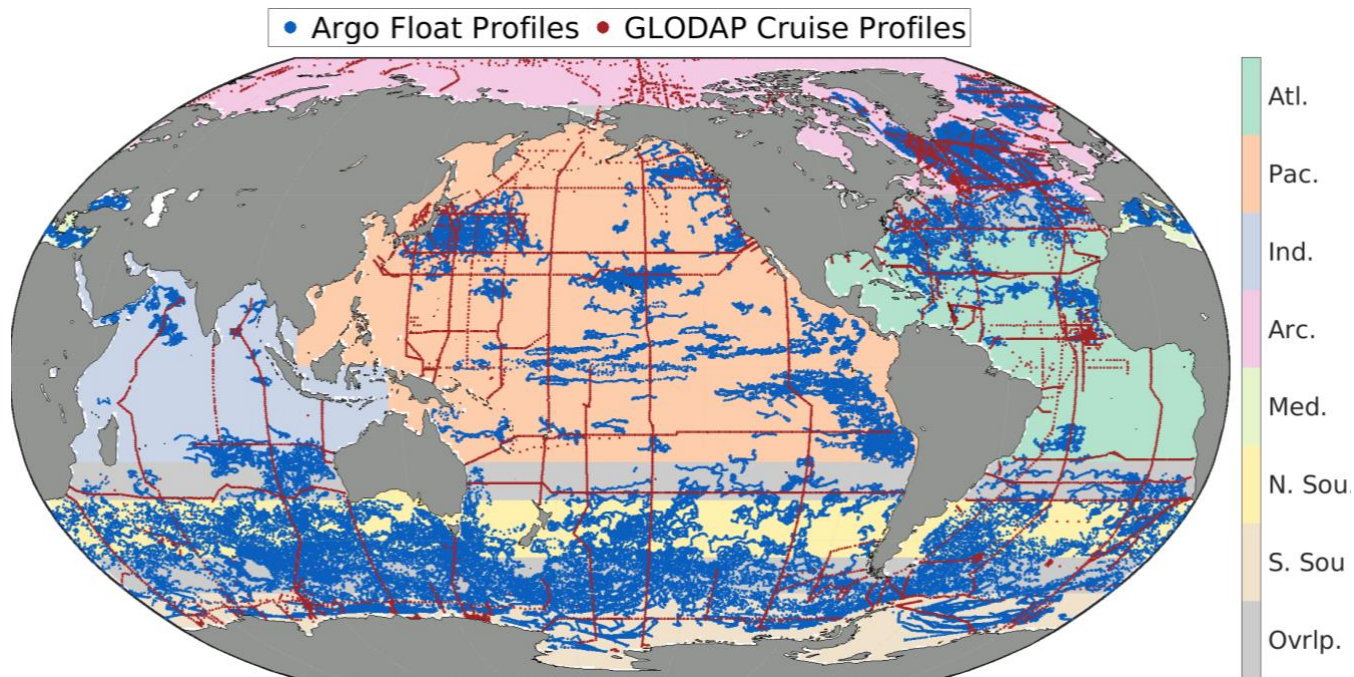 Argo Float Profiles GLODAP Cruise Profiles
Atl.
Pac.
Ind.
Arc.
Med.
N. Sou.
S. Sou
Ovrlp.